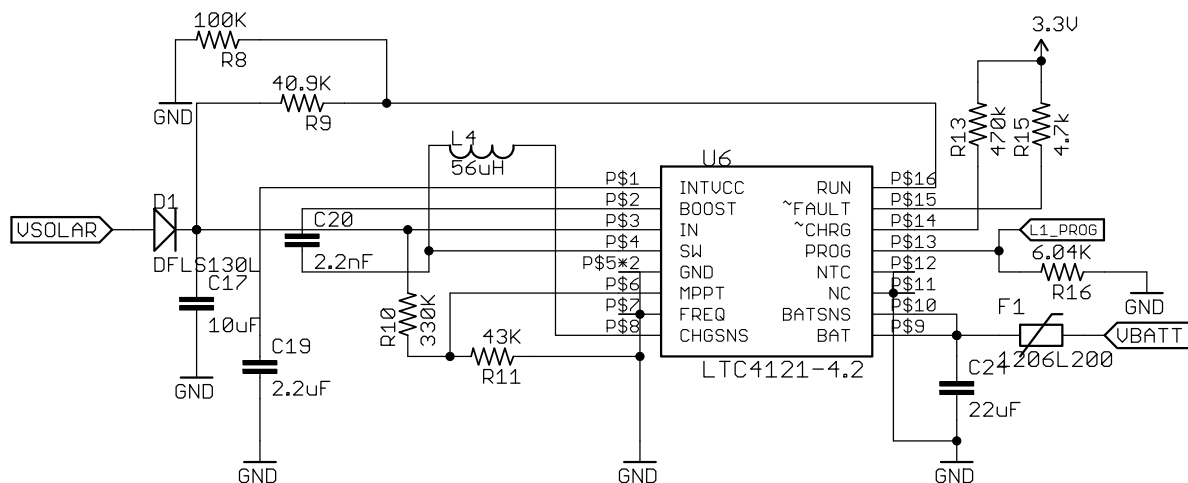 100K
R8
3.3V
GND
40.9K
R9
R13
470k
R15
4.7k
L4
56uH
U6
P$1
INTVCC
RUN
P$16
P$2
BOOST
~FAULT
P$15
P$3
IN
~CHRG
P$14
P$4
SW
PROG
P$13
P$5*2
GND
NTC
P$12
P$6
MPPT
NC
P$11
P$7
FREQ
BATSNS
P$10
P$8
CHGSNS
BAT
P$9
LTC4121-4.2
VSOLAR
D1
DFLS130L
C20
2.2nF
C17
10uF
GND
R10
330K
43K
R11
C19
2.2uF
GND
GND
L1_PROG
6.04K
R16
GND
F1
1206L200
VBATT
C24
22uF
GND